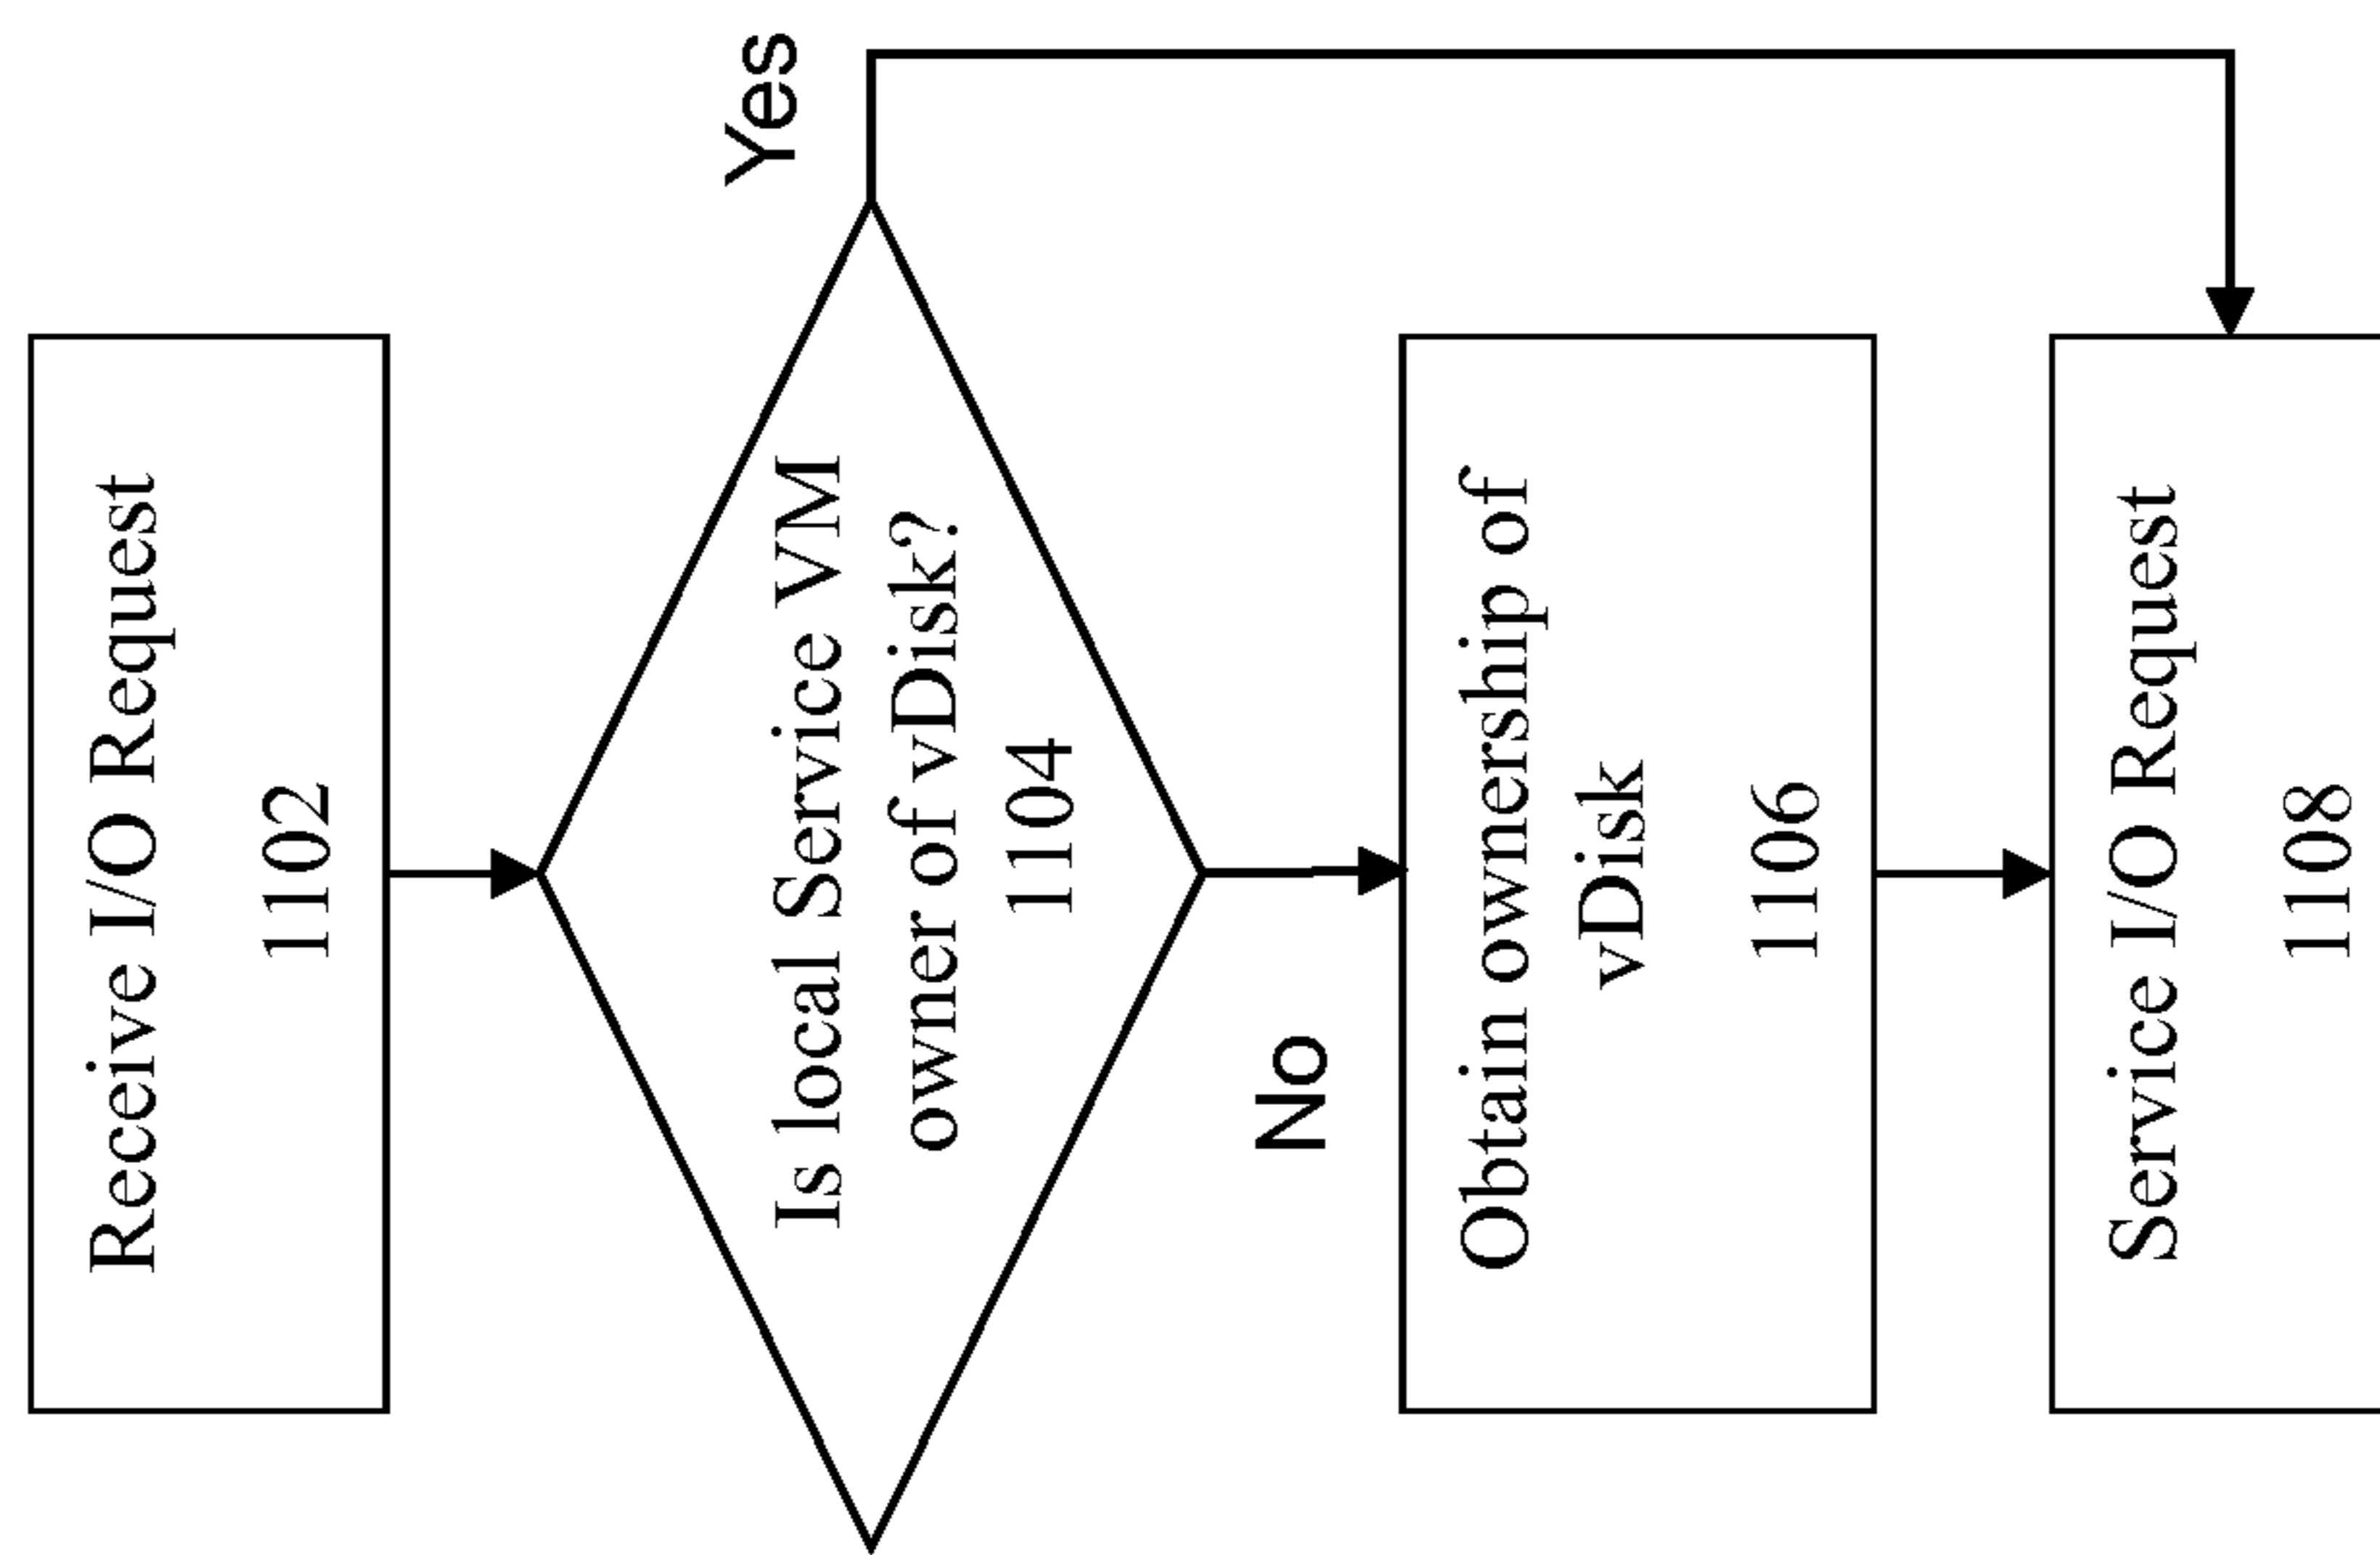 Receive I/O Request
1102
Yes
Is local Service VM
owner of vDisk?
1104
No
Obtain ownership of
vDisk
1106
Service I/O Request
1108